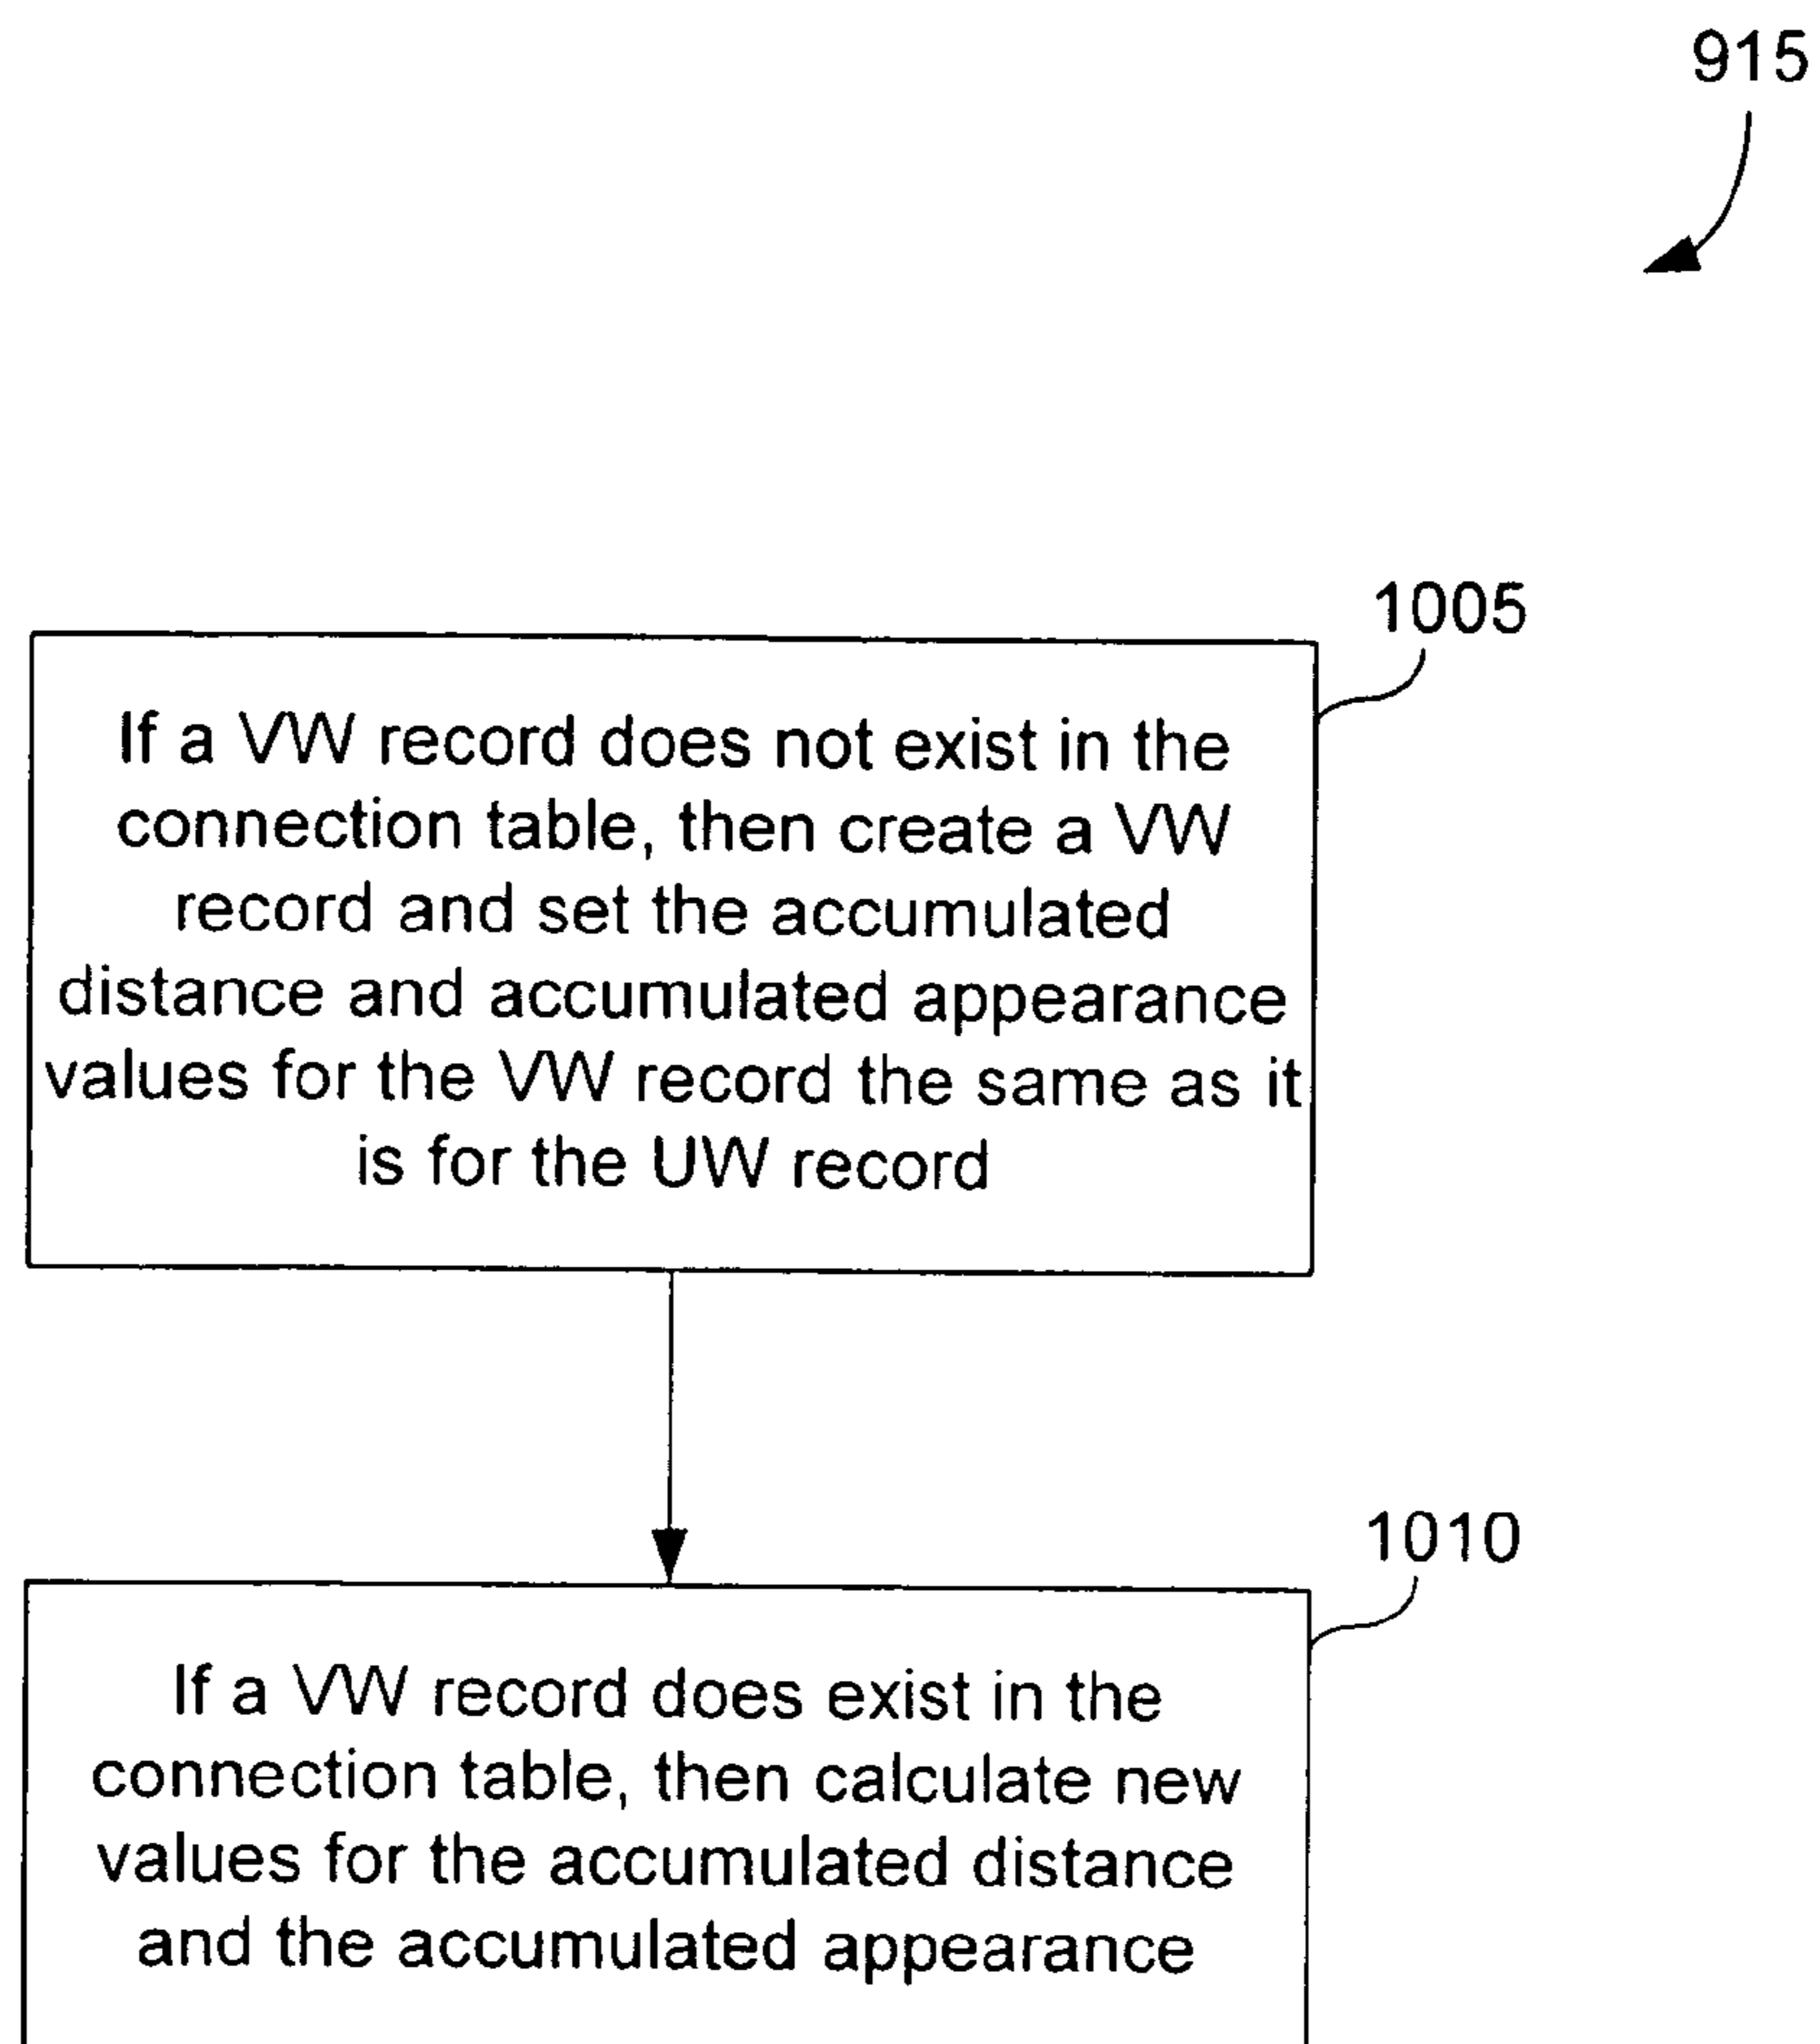 915
1005
If a VW record does not exist in the
connection table, then create a VW
record and set the accumulated
distance and accumulated appearance
values for the VW record the same as it
is for the UW record
1010
If a VW record does exist in the
connection table, then calculate new
values for the accumulated distance
and the accumulated appearance